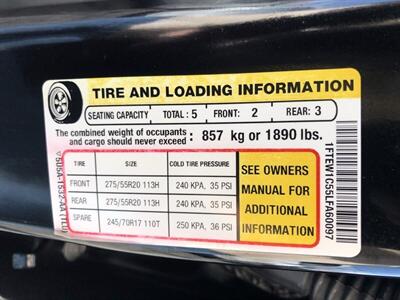 TIRE AND LOADING INFORMATION
SEATING CAPACITY TOTAL : 5 FRONT: 2 REAR: 3
The combined weight of occupants and cargo should never exceed : 857 kg or 1890 lbs.
TIRE SIZE COLD TIRE PRESSURE
FRONT 275/55R20 113H 240 KPA, 35 PSI
REAR 275/55R20 113H 240 KPA, 35 PSI
SPARE 245/70R17 110T 250 KPA, 36 PSI
SEE OWNERS
MANUAL FOR
ADDITIONAL
INFORMATION
1FTEW1C55LFA60097